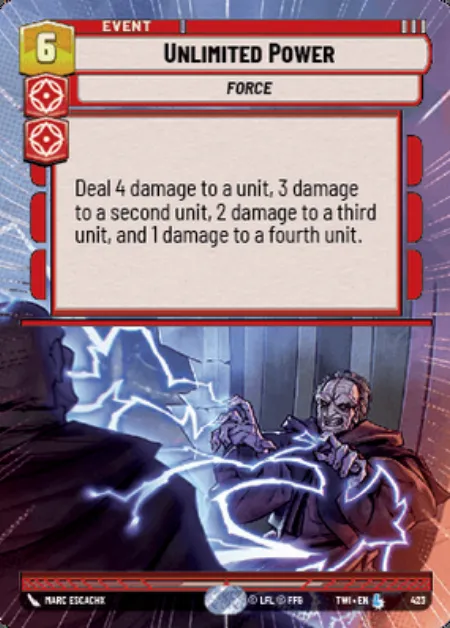 6
EVENT
UNLIMITED POWER
FORCE
Deal 4 damage to a unit, 3 damage
to a second unit, 2 damage to a third
unit, and 1 damage to a fourth unit.
MARC ESCACHX
© LFL ® FFG
TWI • EN
423